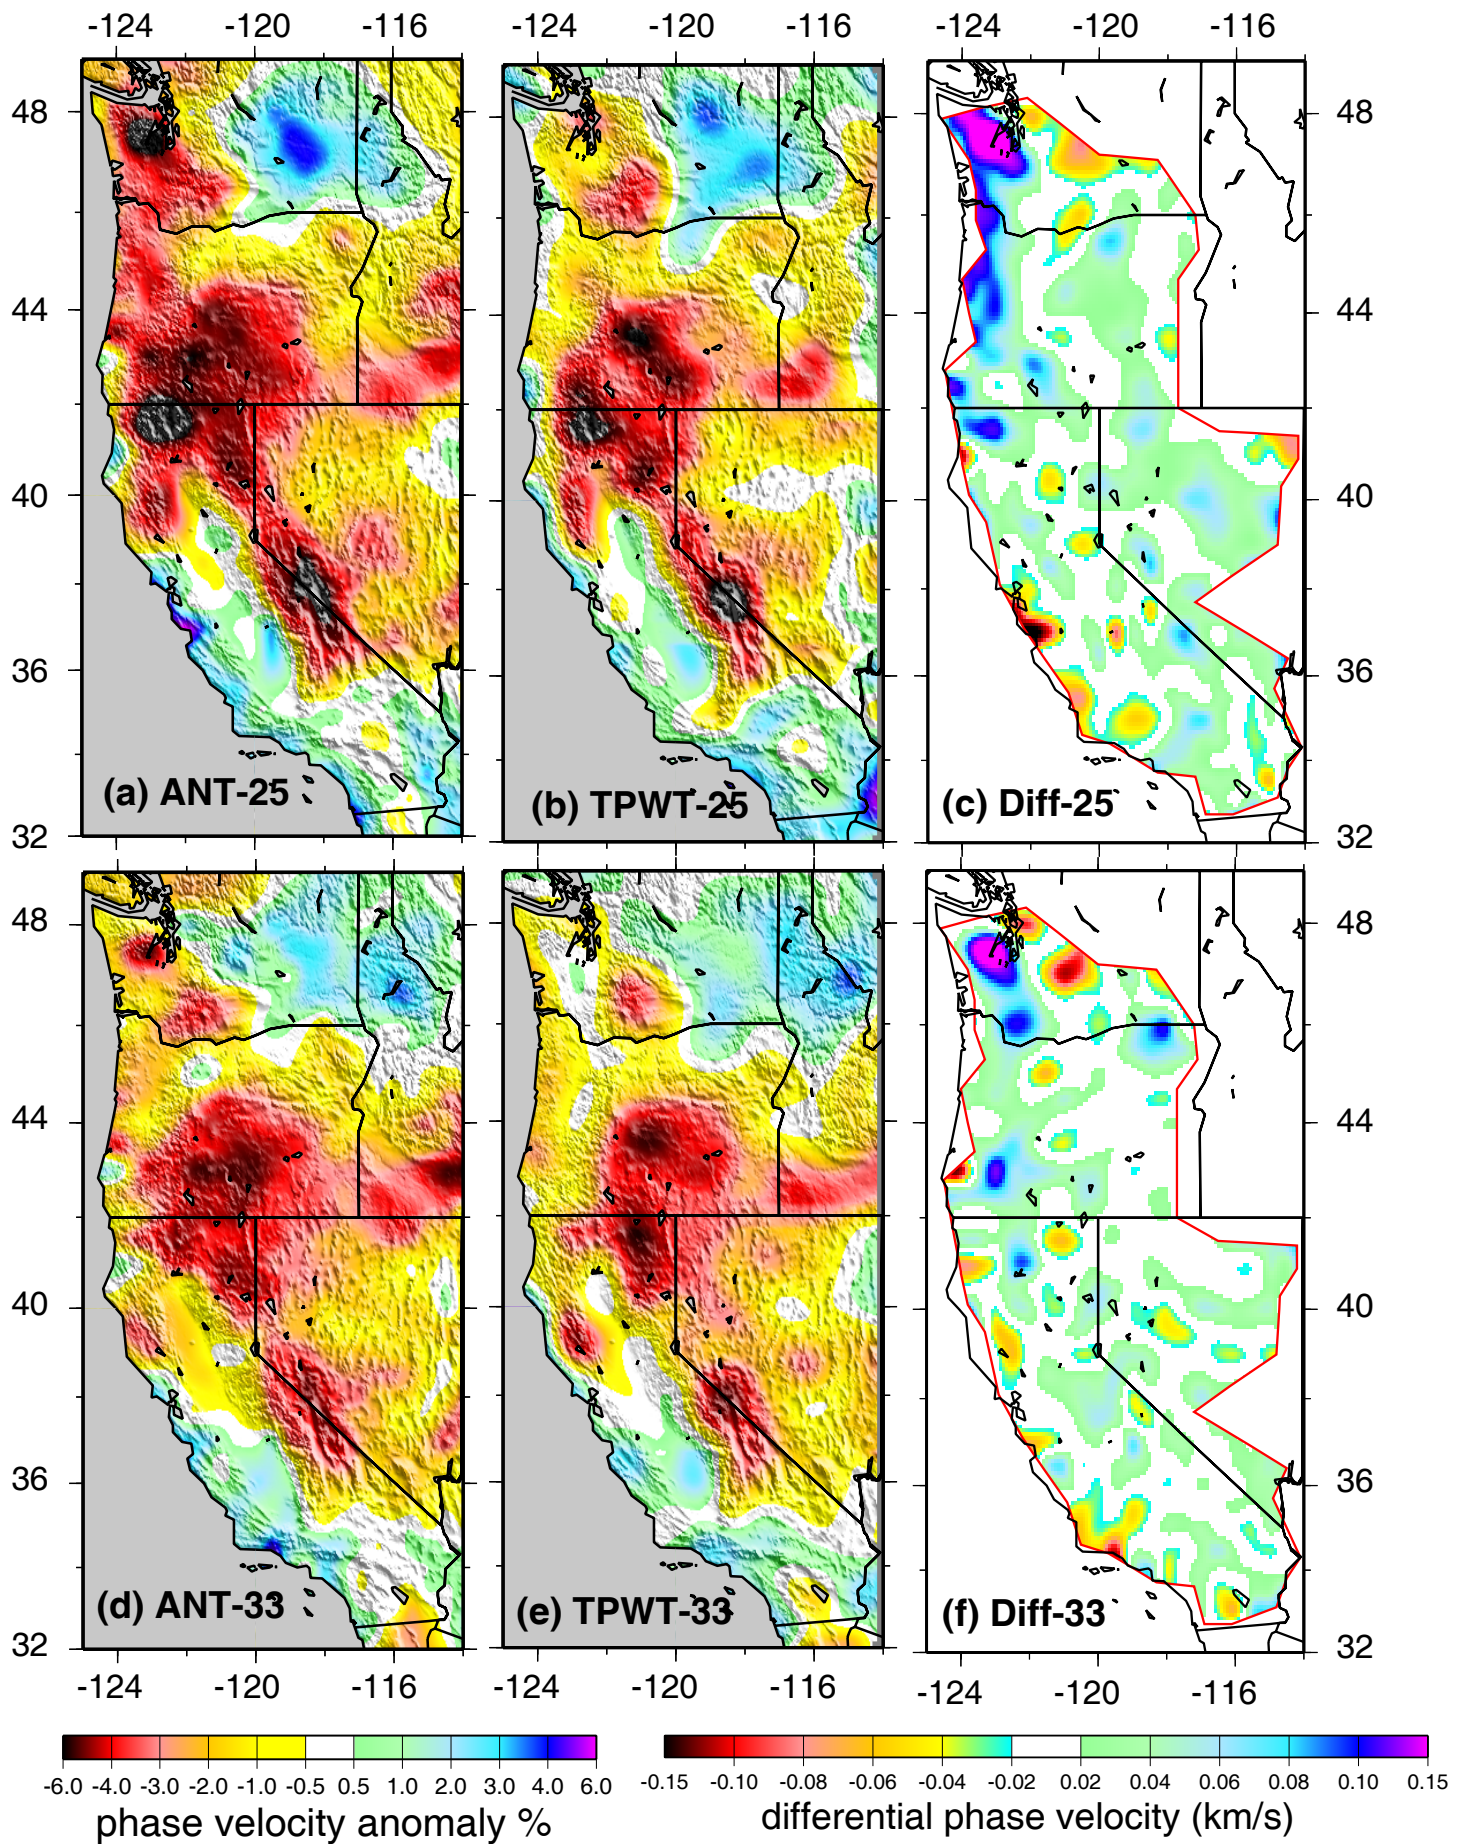 -124 -120 -116 -124 -120 -116 -124 -120 -116
48 48
44 44
40 40
36 36
32 32
(a) ANT-25 (b) TPWT-25 (c) Diff-25
48 48
44 44
40 40
36 36
32 32
(d) ANT-33 (e) TPWT-33 (f) Diff-33
-124 -120 -116 -124 -120 -116 -124 -120 -116
-6.0 -4.0 -3.0 -2.0 -1.0 -0.5 0.5 1.0 2.0 3.0 4.0 6.0
phase velocity anomaly %
-0.15 -0.10 -0.08 -0.06 -0.04 -0.02 0.02 0.04 0.06 0.08 0.10 0.15
differential phase velocity (km/s)